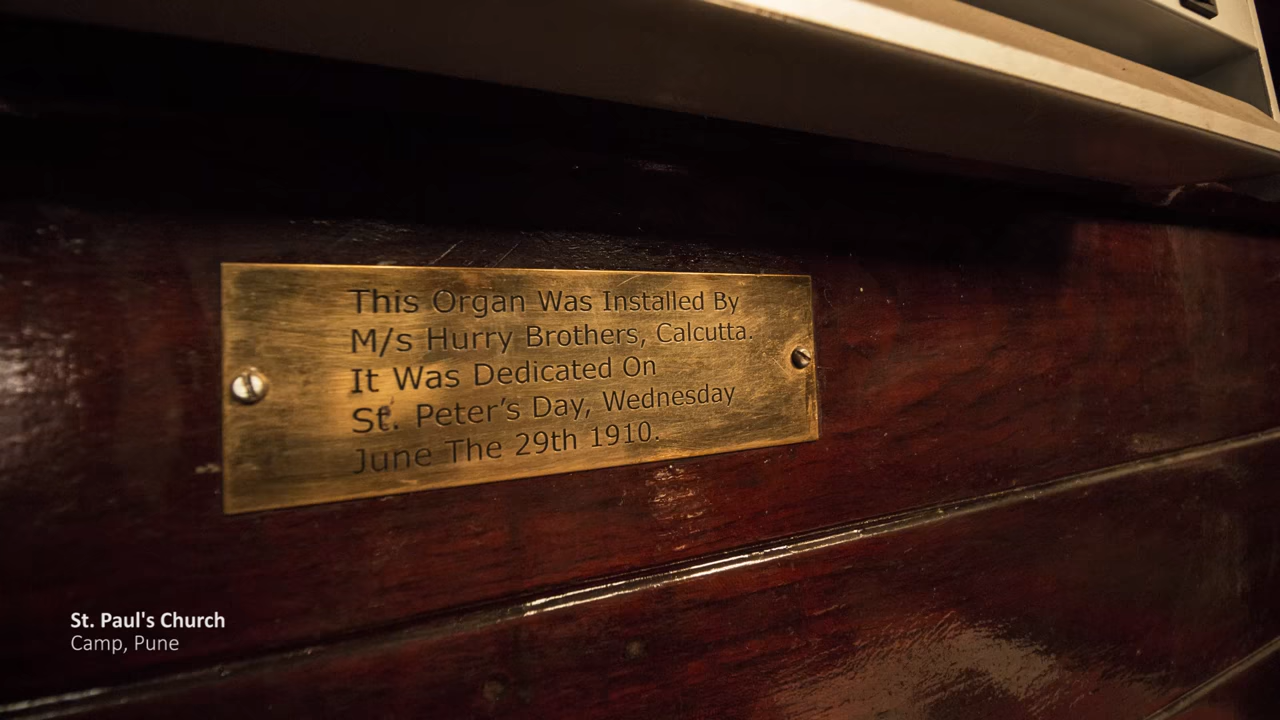 This Organ Was Installed By
M/s Hurry Brothers, Calcutta.
It Was Dedicated On
St. Peter's Day, Wednesday
June The 29th 1910.
St. Paul's Church
Camp, Pune